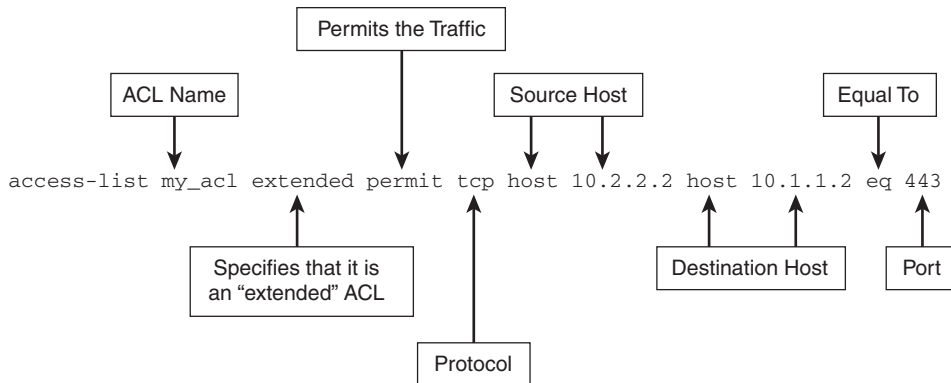 Permits the Traffic
ACL Name
Source Host
Equal To
access-list my_acl extended permit tcp host 10.2.2.2 host 10.1.1.2 eq 443
Specifies that it is
an “extended” ACL
Destination Host
Port
Protocol